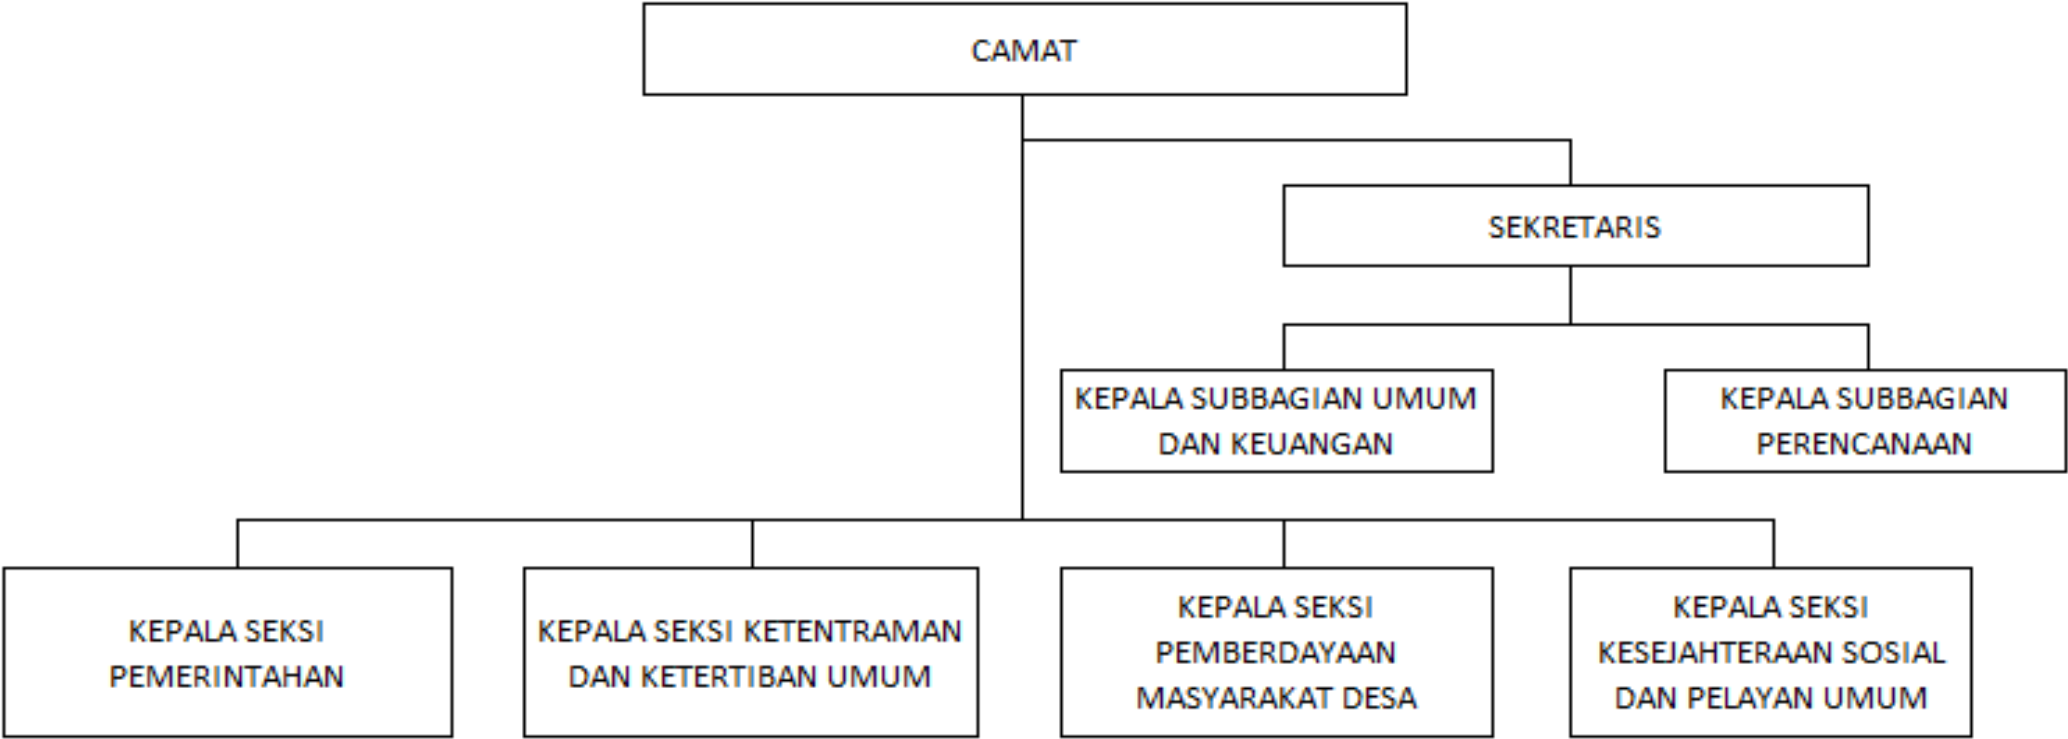 CAMAT
SEKRETARIS
KEPALA SUBBAGIAN UMUM
DAN KEUANGAN
KEPALA SUBBAGIAN
PERENCANAAN
KEPALA SEKSI
PEMERINTAHAN
KEPALA SEKSI KETENTRAMAN
DAN KETERTIBAN UMUM
KEPALA SEKSI
PEMBERDAYAAN
MASYARAKAT DESA
KEPALA SEKSI
KESEJAHTERAAN SOSIAL
DAN PELAYAN UMUM